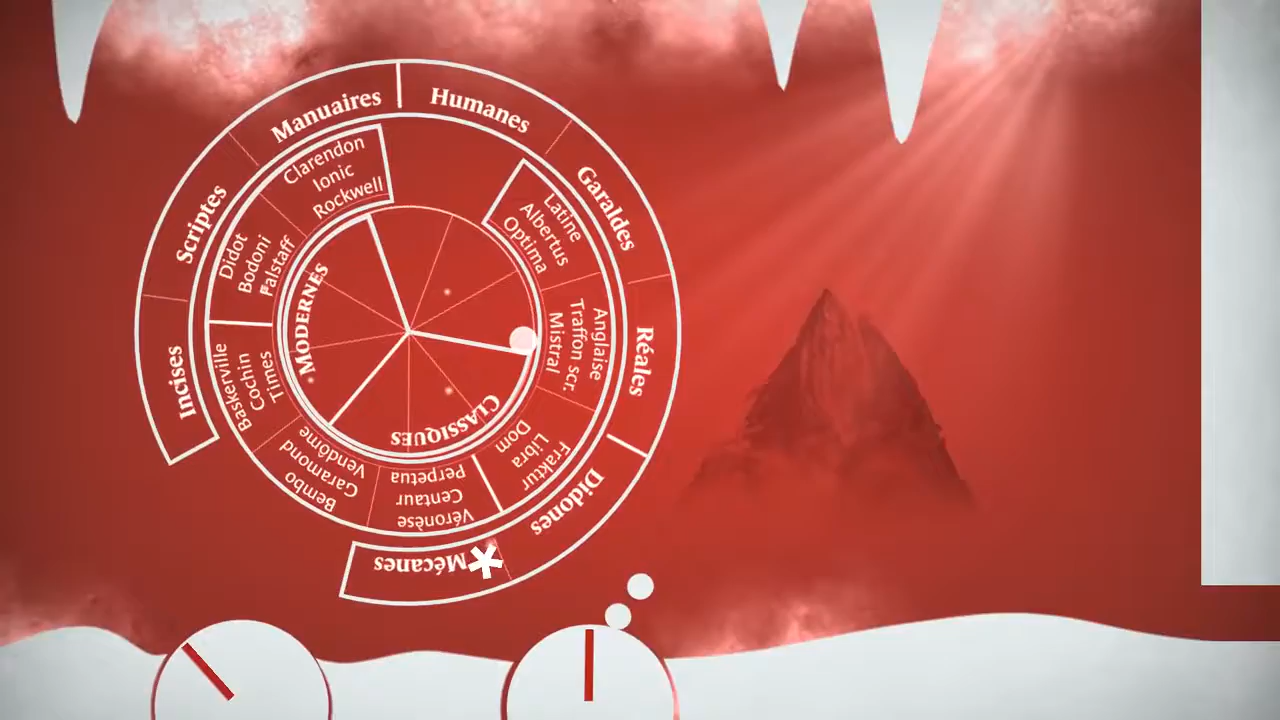 Manuaires
Humanes
Garaldes
Réales
Didones
Mécanes
Incises
Scriptes
Clarendon
Ionic
Rockwell
Latine
Albertus
Optima
Anglaise
Traffon scr.
Mistral
Fraktur
Libra
Dom
Perpetua
Centaur
Véronèse
Vendôme
Garamond
Bembo
Baskerville
Cochin
Times
Didot
Bodoni
Falstaff
MODERNES
CLASSIQUES